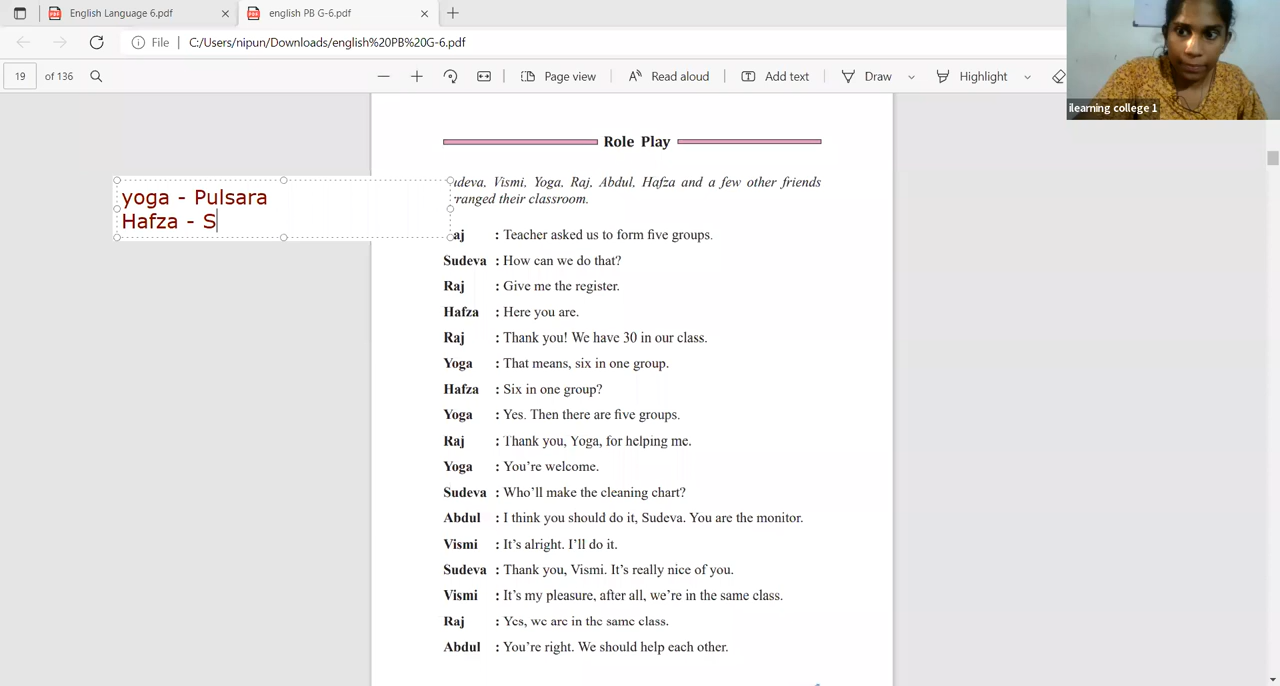 English Language 6.pdf
english PB G-6.pdf
File
C:/Users/nipun/Downloads/english%20PB%20G-6.pdf
19
of 136
Page view
Read aloud
Add text
Draw
Highlight
ilearning college 1
Role Play
yoga - Pulsara
Hafza - S
udeva, Vismi, Yoga, Raj, Abdul, Hafza and a few other friends
rranged their classroom.
aj : Teacher asked us to form five groups.
Sudeva : How can we do that?
Raj : Give me the register.
Hafza : Here you are.
Raj : Thank you! We have 30 in our class.
Yoga : That means, six in one group.
Hafza : Six in one group?
Yoga : Yes. Then there are five groups.
Raj : Thank you, Yoga, for helping me.
Yoga : You're welcome.
Sudeva : Who'll make the cleaning chart?
Abdul : I think you should do it, Sudeva. You are the monitor.
Vismi : It's alright. I'll do it.
Sudeva : Thank you, Vismi. It's really nice of you.
Vismi : It's my pleasure, after all, we're in the same class.
Raj : Yes, we are in the same class.
Abdul : You're right. We should help each other.